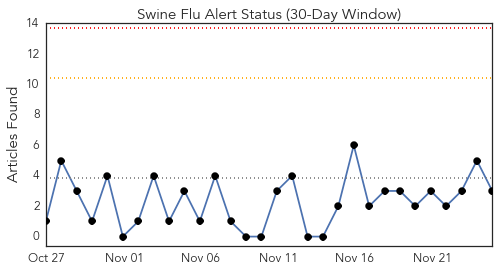 Swine Flu Alert Status (30-Day Window)
Articles Found
14
12
10
8
6
4
2
0
Oct 27 Nov 01 Nov 06 Nov 11 Nov 16 Nov 21